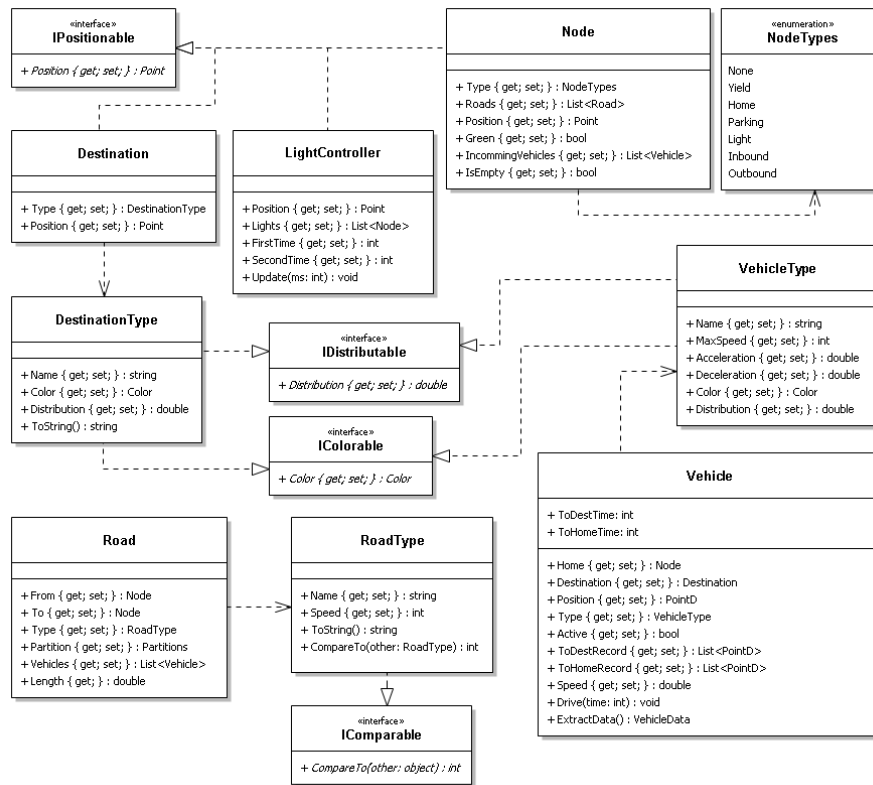 «interface»
IPositionable
+ Position { get; set; } : Point
Node
+ Type { get; set; } : NodeTypes
+ Roads { get; set; } : List<Road>
+ Position { get; set; } : Point
+ Green { get; set; } : bool
+ IncommingVehicles { get; set; } : List<Vehicle>
+ IsEmpty { get; set; } : bool
«enumeration»
NodeTypes
None
Yield
Home
Parking
Light
Inbound
Outbound
Destination
+ Type { get; set; } : DestinationType
+ Position { get; set; } : Point
LightController
+ Position { get; set; } : Point
+ Lights { get; set; } : List<Node>
+ FirstTime { get; set; } : int
+ SecondTime { get; set; } : int
+ Update(ms: int) : void
VehicleType
+ Name { get; set; } : string
+ MaxSpeed { get; set; } : int
+ Acceleration { get; set; } : double
+ Deceleration { get; set; } : double
+ Color { get; set; } : Color
+ Distribution { get; set; } : double
DestinationType
+ Name { get; set; } : string
+ Color { get; set; } : Color
+ Distribution { get; set; } : double
+ ToString() : string
«interface»
IDistributable
+ Distribution { get; set; } : double
«interface»
IColorable
+ Color { get; set; } : Color
Vehicle
+ ToDestTime: int
+ ToHomeTime: int
+ Home { get; set; } : Node
+ Destination { get; set; } : Destination
+ Position { get; set; } : PointD
+ Type { get; set; } : VehicleType
+ Active { get; set; } : bool
+ ToDestRecord { get; set; } : List<PointD>
+ ToHomeRecord { get; set; } : List<PointD>
+ Speed { get; set; } : double
+ Drive(time: int) : void
+ ExtractData() : VehicleData
Road
+ From { get; set; } : Node
+ To { get; set; } : Node
+ Type { get; set; } : RoadType
+ Partition { get; set; } : Partitions
+ Vehicles { get; set; } : List<Vehicle>
+ Length { get; } : double
RoadType
+ Name { get; set; } : string
+ Speed { get; set; } : int
+ ToString() : string
+ CompareTo(other: RoadType) : int
«interface»
IComparable
+ CompareTo(other: object) : int